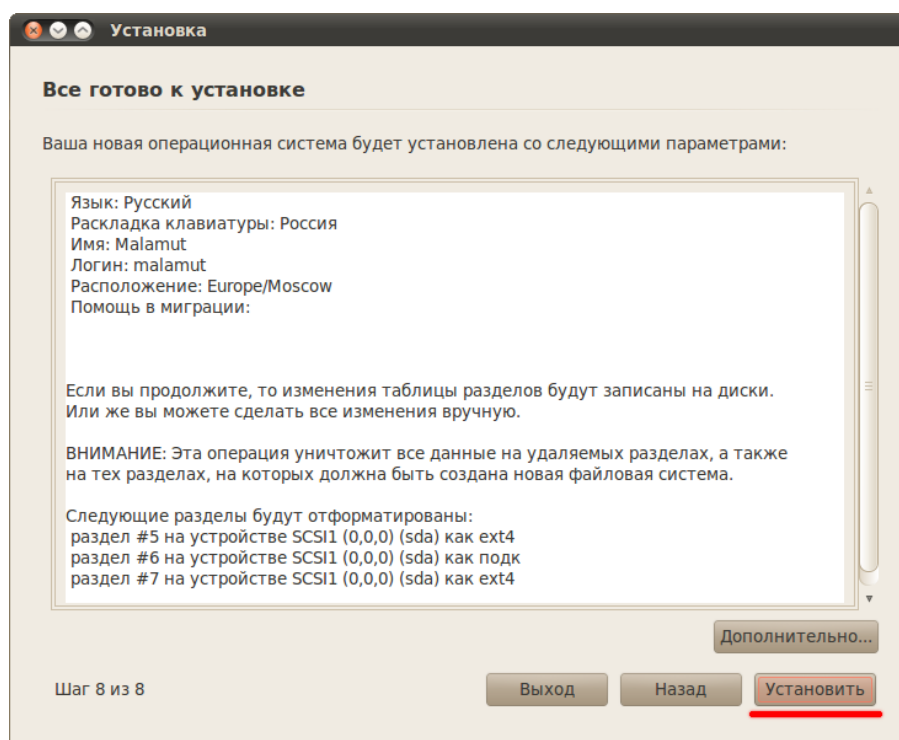 Установка
Все готово к установке
Ваша новая операционная система будет установлена со следующими параметрами:
Язык: Русский
Раскладка клавиатуры: Россия
Имя: Malamut
Логин: malamut
Расположение: Europe/Moscow
Помощь в миграции:
Если вы продолжите, то изменения таблицы разделов будут записаны на диски.
Или же вы можете сделать все изменения вручную.
ВНИМАНИЕ: Эта операция уничтожит все данные на удаляемых разделах, а также
на тех разделах, на которых должна быть создана новая файловая система.
Следующие разделы будут отформатированы:
раздел #5 на устройстве SCSI1 (0,0,0) (sda) как ext4
раздел #6 на устройстве SCSI1 (0,0,0) (sda) как подк
раздел #7 на устройстве SCSI1 (0,0,0) (sda) как ext4
Дополнительно...
Шаг 8 из 8
Выход
Назад
Установить